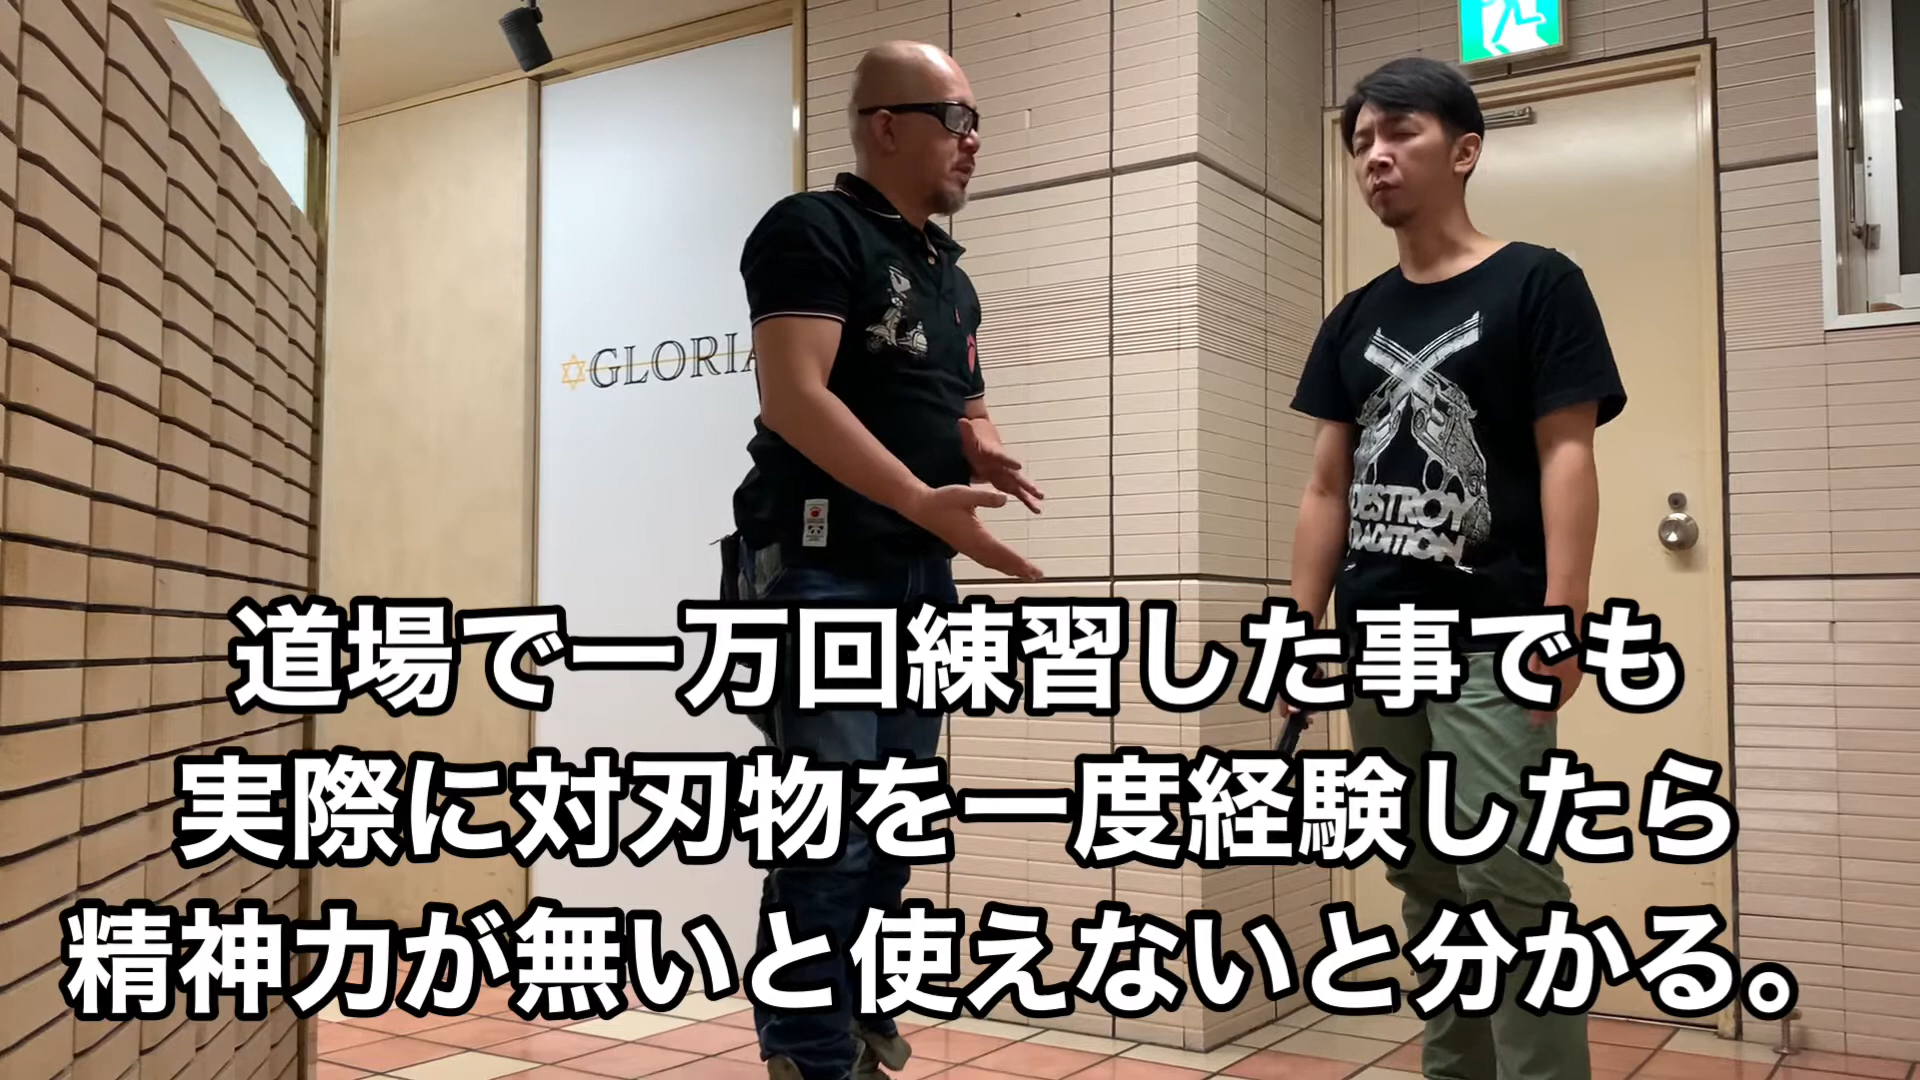 GLORIA
DESTROY
TRADITION
道場で一万回練習した事でも
実際に対刃物を一度経験したら
精神力が無いと使えないと分かる。